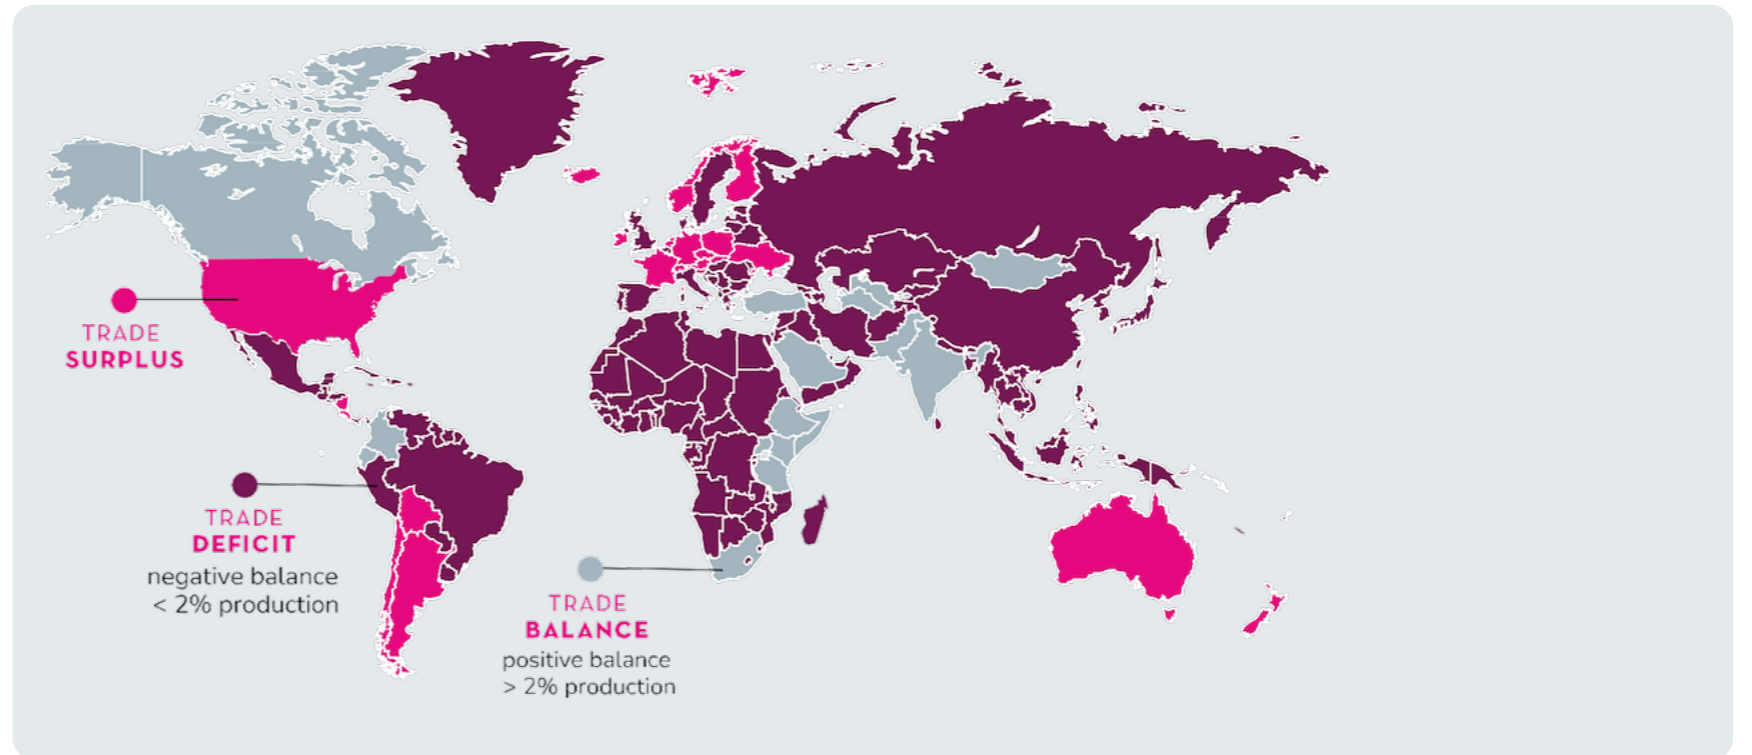 TRADE
SURPLUS
TRADE
DEFICIT
negative balance
< 2% production
TRADE
BALANCE
positive balance
> 2% production